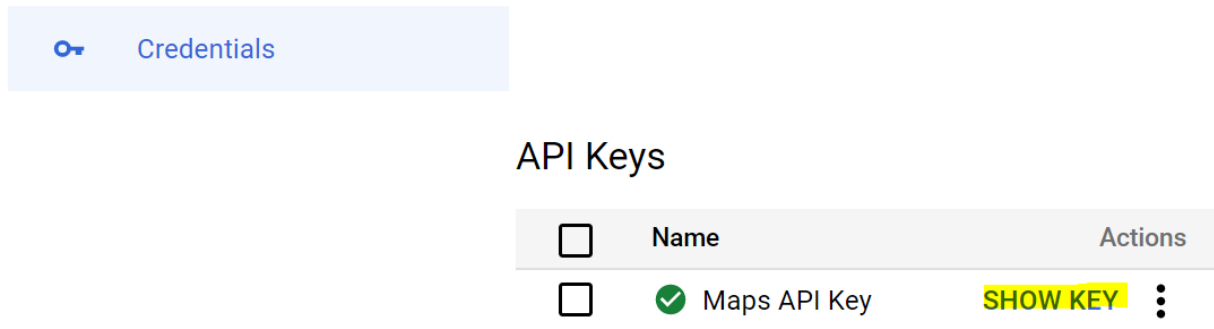 Credentials
API Keys
Name Actions
Maps API Key SHOW KEY